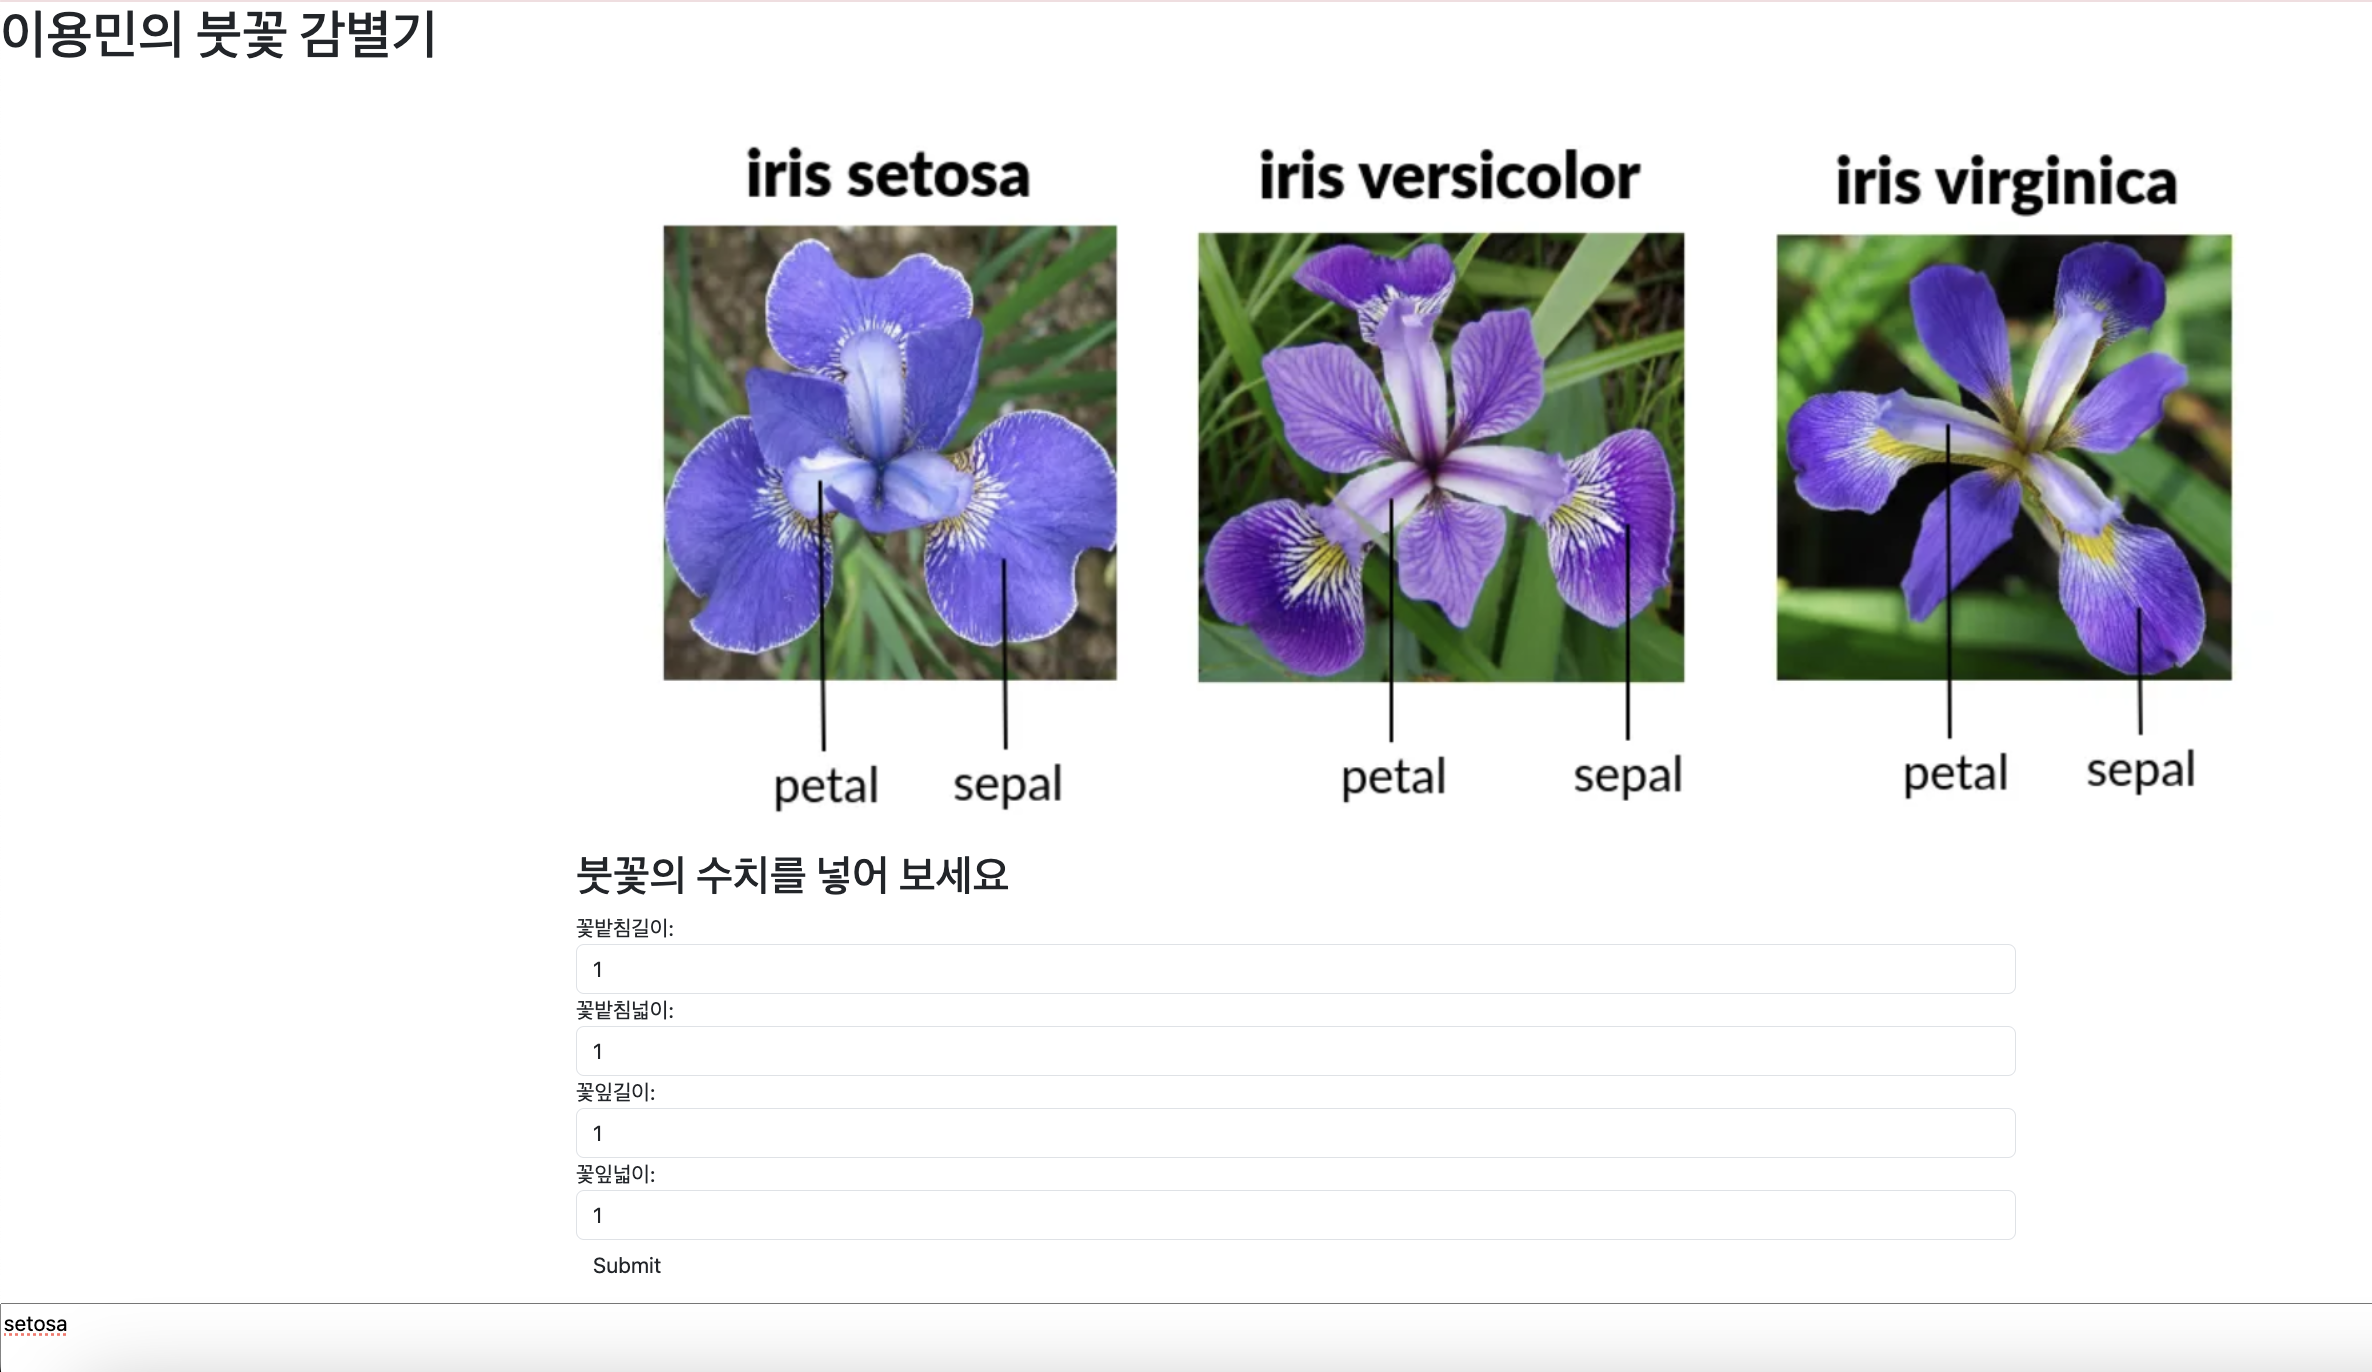 이용민의 붓꽃 감별기
iris setosa
iris versicolor
iris virginica
petal
sepal
petal
sepal
petal
sepal
붓꽃의 수치를 넣어 보세요
꽃밭침길이:
1
꽃밭침넓이:
1
꽃잎길이:
1
꽃잎넓이:
1
Submit
setosa